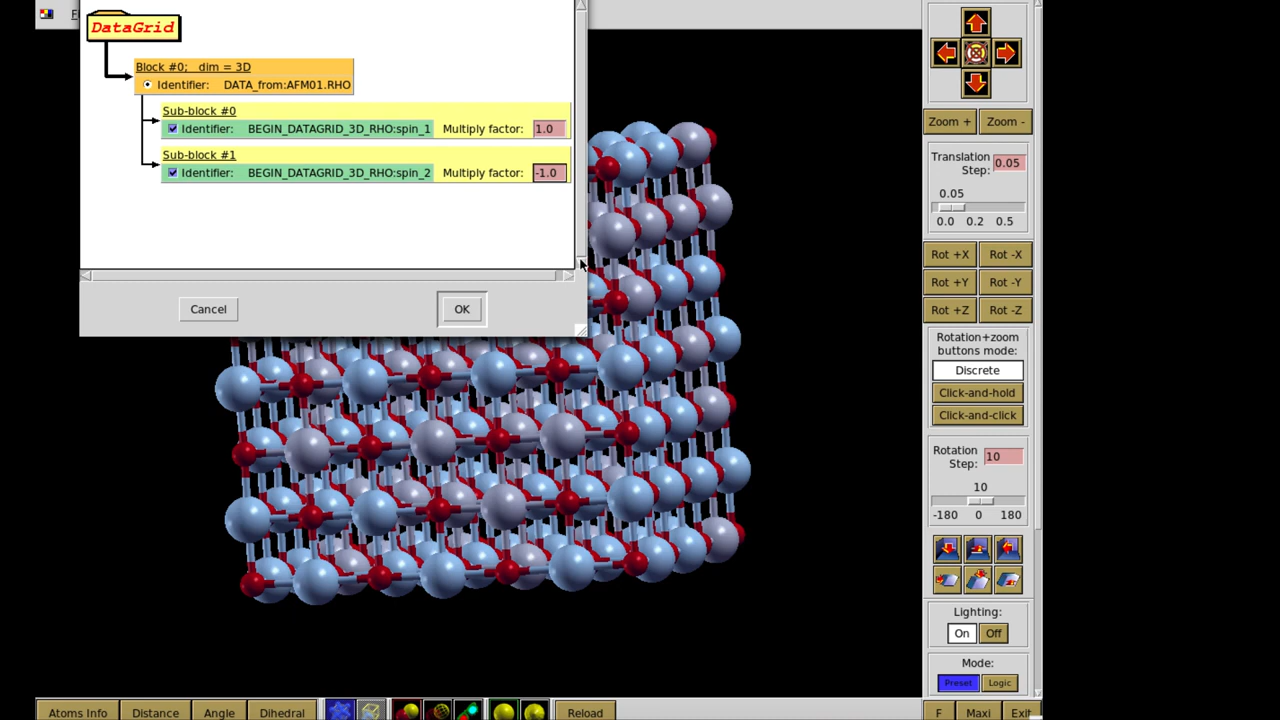 F
DataGrid
Block #0; dim = 3D
Identifier: DATA_from:AFM01.RHO
Sub-block #0
Identifier: BEGIN_DATAGRID_3D_RHO:spin_1 Multiply factor: 1.0
Sub-block #1
Identifier: BEGIN_DATAGRID_3D_RHO:spin_2 Multiply factor: -1.0
Cancel OK
Zoom + Zoom -
Translation
Step: 0.05
0.05
0.0 0.2 0.5
Rot +X Rot -X
Rot +Y Rot -Y
Rot +Z Rot -Z
Rotation+zoom
buttons mode:
Discrete
Click-and-hold
Click-and-click
Rotation
Step: 10
10
-180 0 180
Lighting:
On Off
Mode:
Preset Logic
Atoms Info Distance Angle Dihedral Reload F Maxi Exit